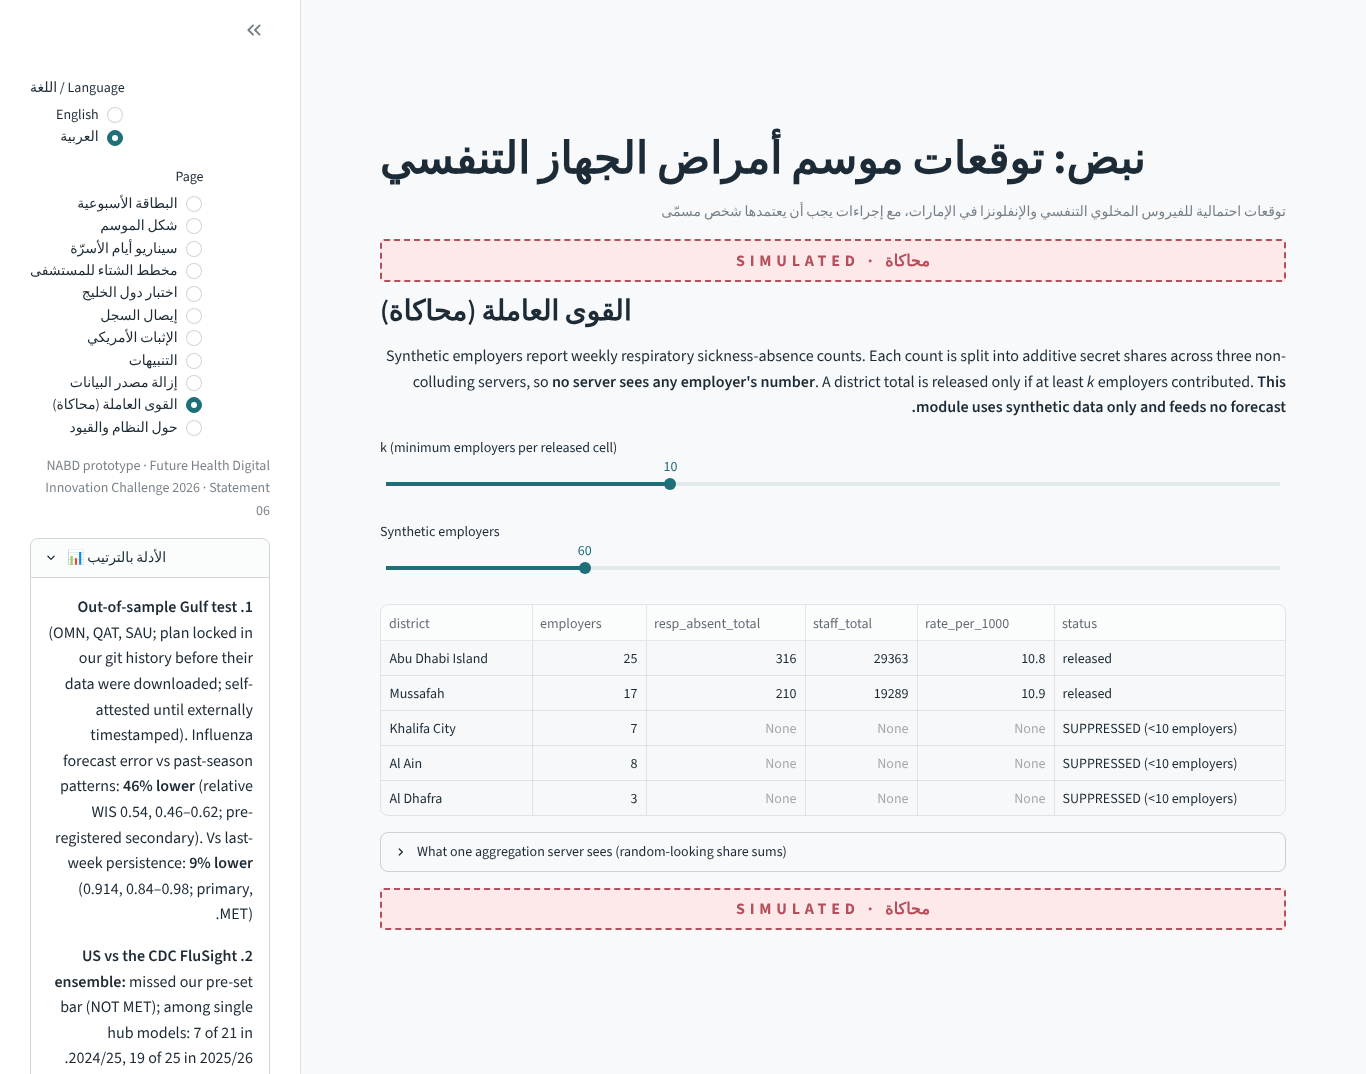 اللغة / Language
English
العربية
Page
البطاقة الأسبوعية
شكل الموسم
سيناريو أيام الأسرّة
مخطط الشتاء للمستشفى
اختبار دول الخليج
إيصال السجل
الإثبات الأمريكي
التنبيهات
إزالة مصدر البيانات
القوى العاملة (محاكاة)
حول النظام والقيود
NABD prototype · Future Health Digital
Innovation Challenge 2026 · Statement
06
📊 الأدلة بالترتيب
1. Out-of-sample Gulf test
(OMN, QAT, SAU; plan locked in
our git history before their
data were downloaded; self-
attested until externally
timestamped). Influenza
forecast error vs past-season
patterns: 46% lower (relative
WIS 0.54, 0.46–0.62; pre-
registered secondary). Vs last-
week persistence: 9% lower
(0.914, 0.84–0.98; primary,
MET).
2. US vs the CDC FluSight
ensemble: missed our pre-set
bar (NOT MET); among single
hub models: 7 of 21 in
2024/25, 19 of 25 in 2025/26.
نبض: توقعات موسم أمراض الجهاز التنفسي
توقعات احتمالية للفيروس المخلوي التنفسي والإنفلونزا في الإمارات، مع إجراءات يجب أن يعتمدها شخص مسمّى
SIMULATED · محاكاة
القوى العاملة (محاكاة)
Synthetic employers report weekly respiratory sickness-absence counts. Each count is split into additive secret shares across three non-
colluding servers, so no server sees any employer's number. A district total is released only if at least k employers contributed. This
module uses synthetic data only and feeds no forecast.
k (minimum employers per released cell)
10
Synthetic employers
60
district employers resp_absent_total staff_total rate_per_1000 status
Abu Dhabi Island 25 316 29363 10.8 released
Mussafah 17 210 19289 10.9 released
Khalifa City 7 None None None SUPPRESSED (<10 employers)
Al Ain 8 None None None SUPPRESSED (<10 employers)
Al Dhafra 3 None None None SUPPRESSED (<10 employers)
What one aggregation server sees (random-looking share sums)
SIMULATED · محاكاة